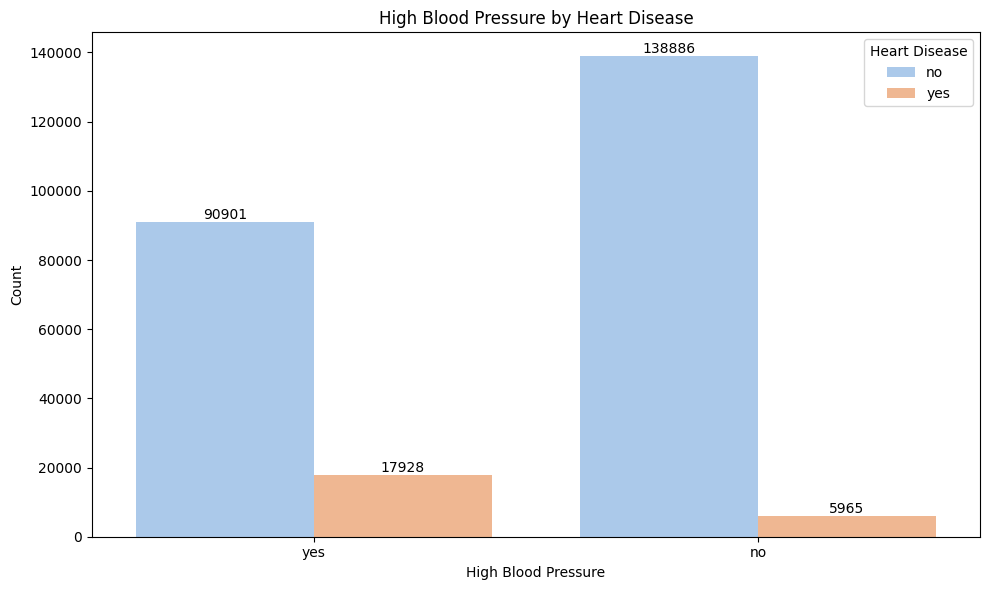 High Blood Pressure by Heart Disease
Heart Disease
no
yes
140000
120000
100000
80000
60000
40000
20000
0
Count
90901
17928
138886
5965
yes
no
High Blood Pressure